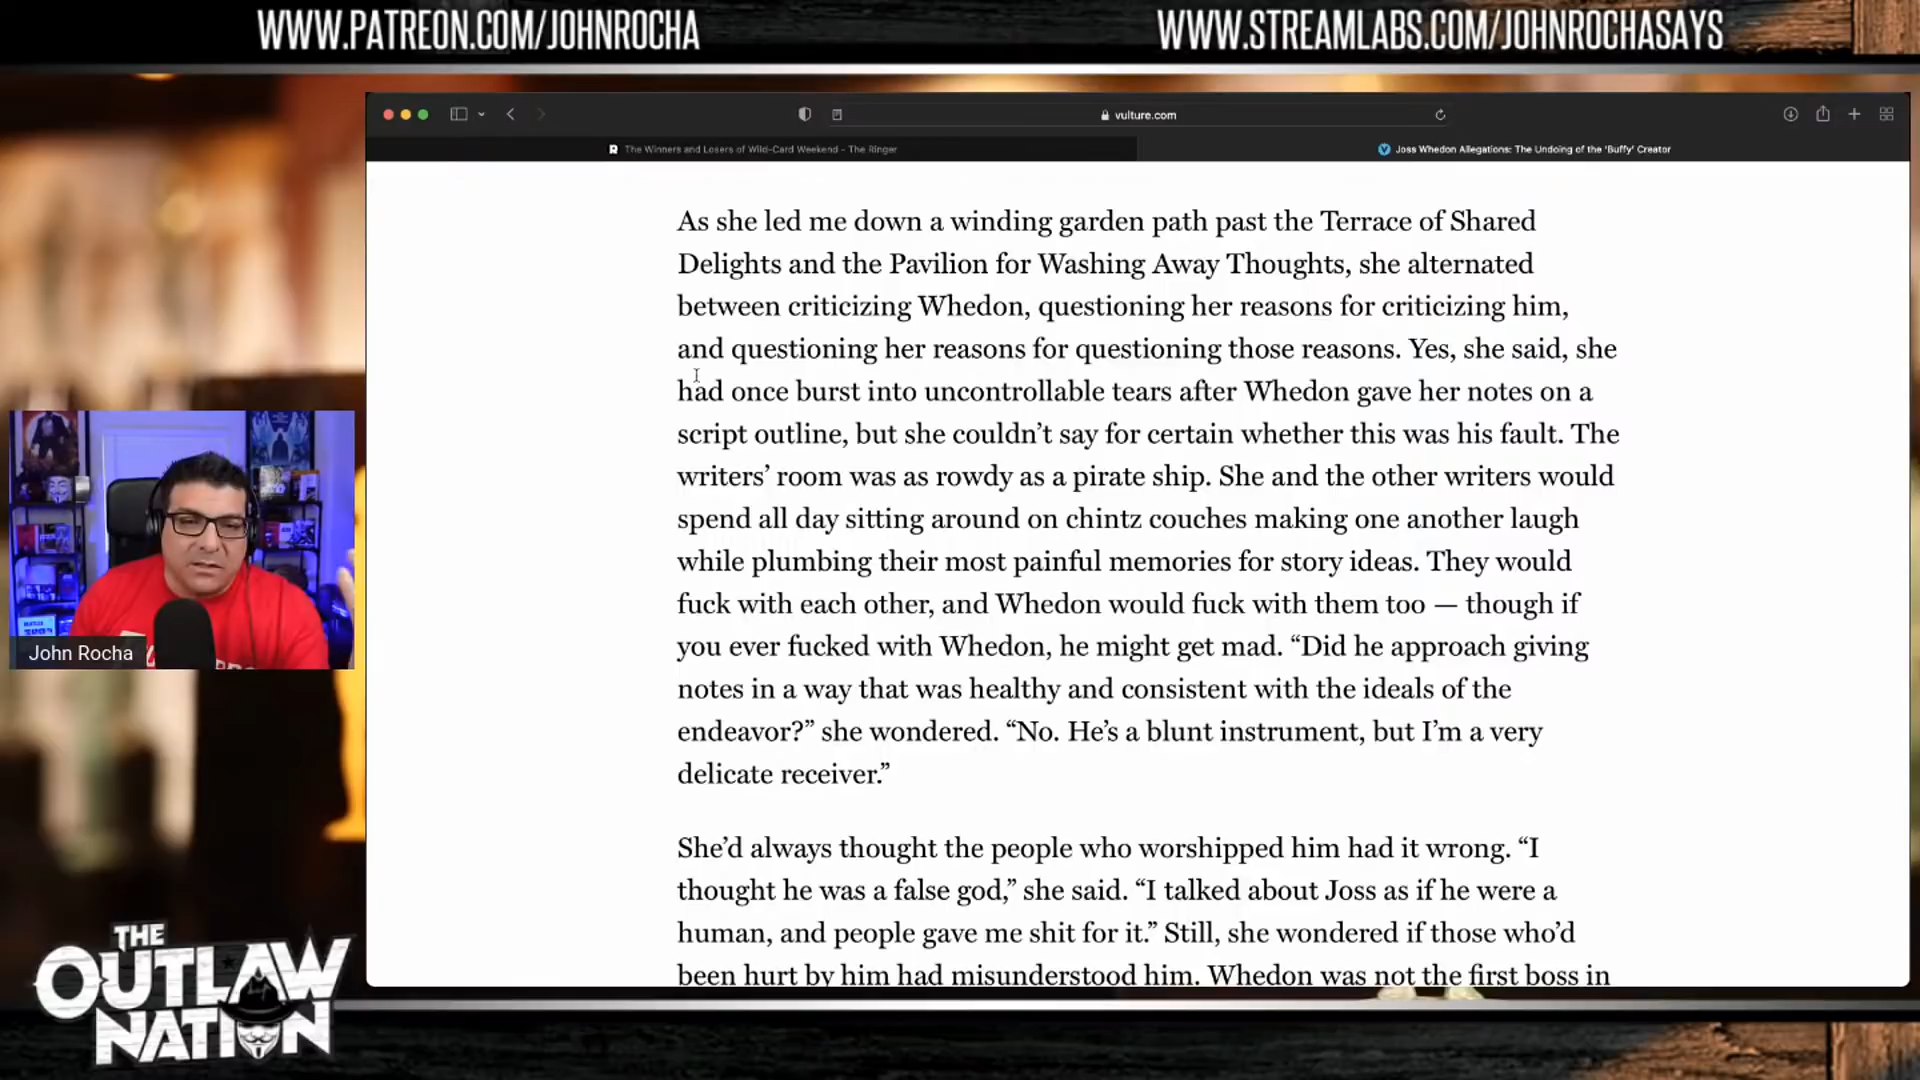 WWW.PATREON.COM/JOHNROCHA
WWW.STREAMLABS.COM/JOHNROCHASAYS
vulture.com
The Winners and Losers of Wild-Card Weekend - The Ringer
Joss Whedon Allegations: The Undoing of the 'Buffy' Creator
As she led me down a winding garden path past the Terrace of Shared
Delights and the Pavilion for Washing Away Thoughts, she alternated
between criticizing Whedon, questioning her reasons for criticizing him,
and questioning her reasons for questioning those reasons. Yes, she said, she
had once burst into uncontrollable tears after Whedon gave her notes on a
script outline, but she couldn’t say for certain whether this was his fault. The
writers’ room was as rowdy as a pirate ship. She and the other writers would
spend all day sitting around on chintz couches making one another laugh
while plumbing their most painful memories for story ideas. They would
fuck with each other, and Whedon would fuck with them too — though if
you ever fucked with Whedon, he might get mad. “Did he approach giving
notes in a way that was healthy and consistent with the ideals of the
endeavor?” she wondered. “No. He’s a blunt instrument, but I’m a very
delicate receiver.”
She’d always thought the people who worshipped him had it wrong. “I
thought he was a false god,” she said. “I talked about Joss as if he were a
human, and people gave me shit for it.” Still, she wondered if those who’d
been hurt by him had misunderstood him. Whedon was not the first boss in
John Rocha
THE
OUTLAW
NATION